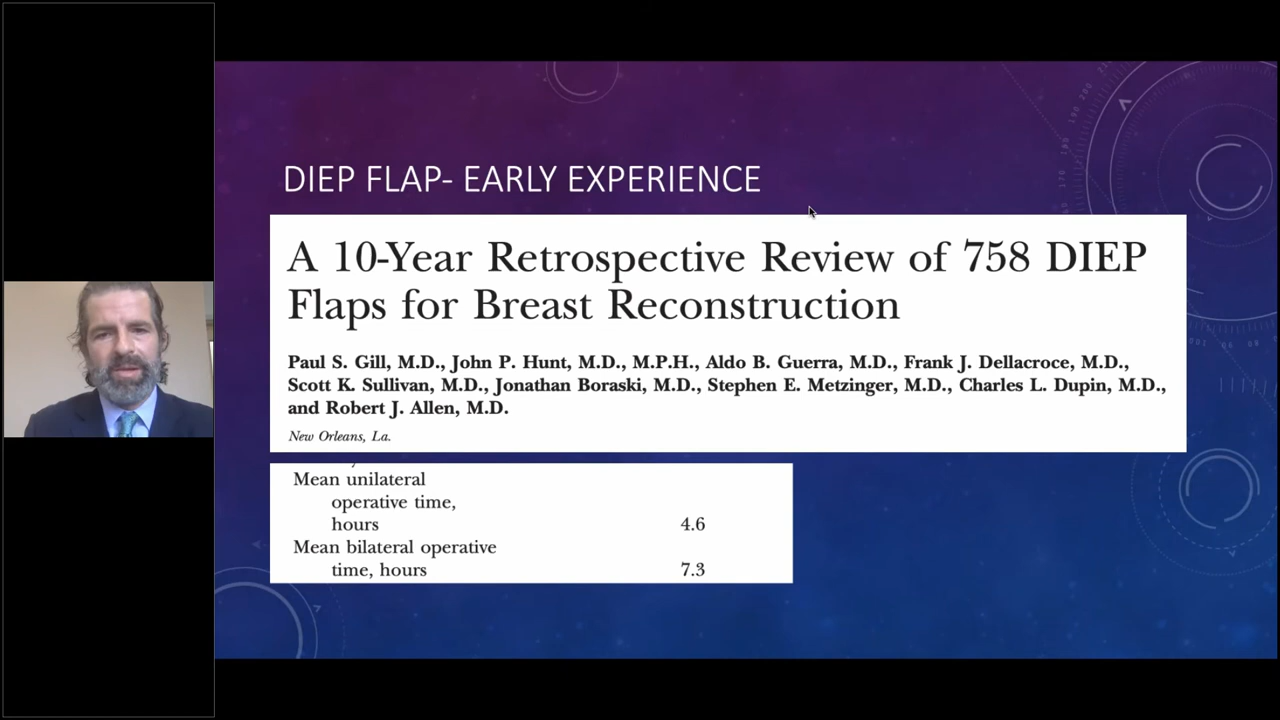 DIEP FLAP- EARLY EXPERIENCE
A 10-Year Retrospective Review of 758 DIEP
Flaps for Breast Reconstruction
Paul S. Gill, M.D., John P. Hunt, M.D., M.P.H., Aldo B. Guerra, M.D., Frank J. Dellacroce, M.D.,
Scott K. Sullivan, M.D., Jonathan Boraski, M.D., Stephen E. Metzinger, M.D., Charles L. Dupin, M.D.,
and Robert J. Allen, M.D.
New Orleans, La.
Mean unilateral
operative time,
hours 4.6
Mean bilateral operative
time, hours 7.3